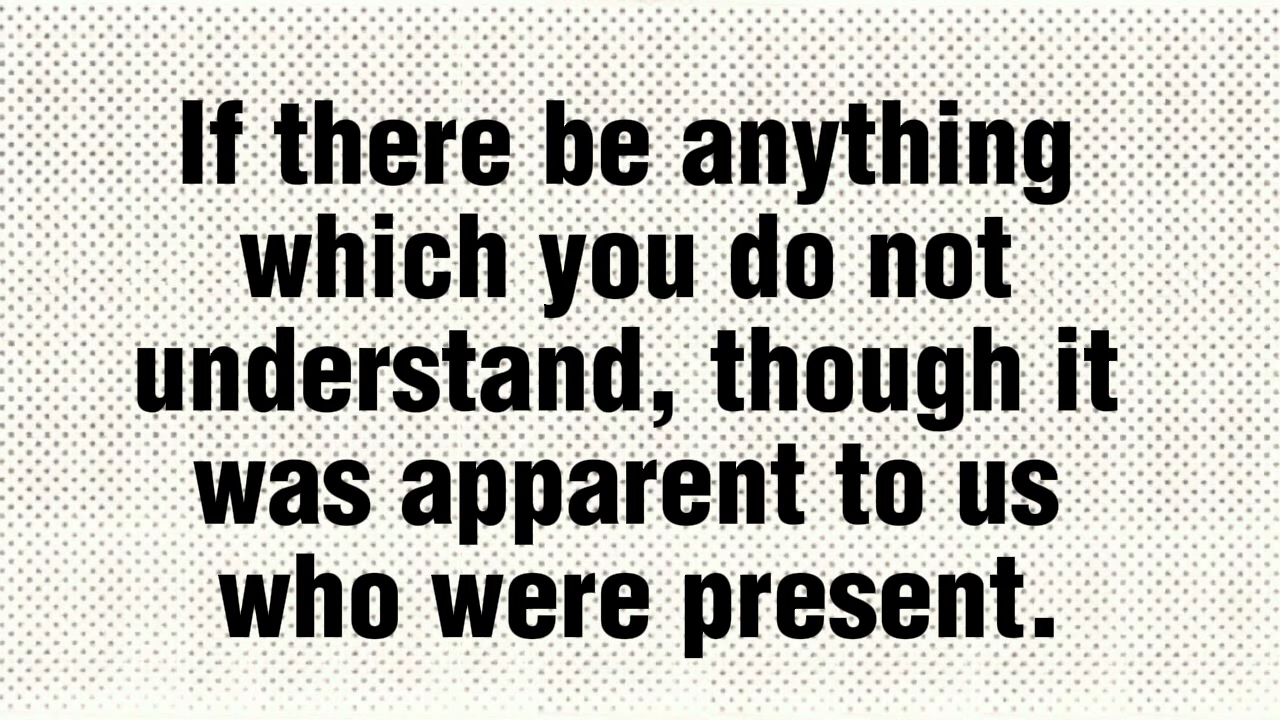 If there be anything
which you do not
understand, though it
was apparent to us
who were present.